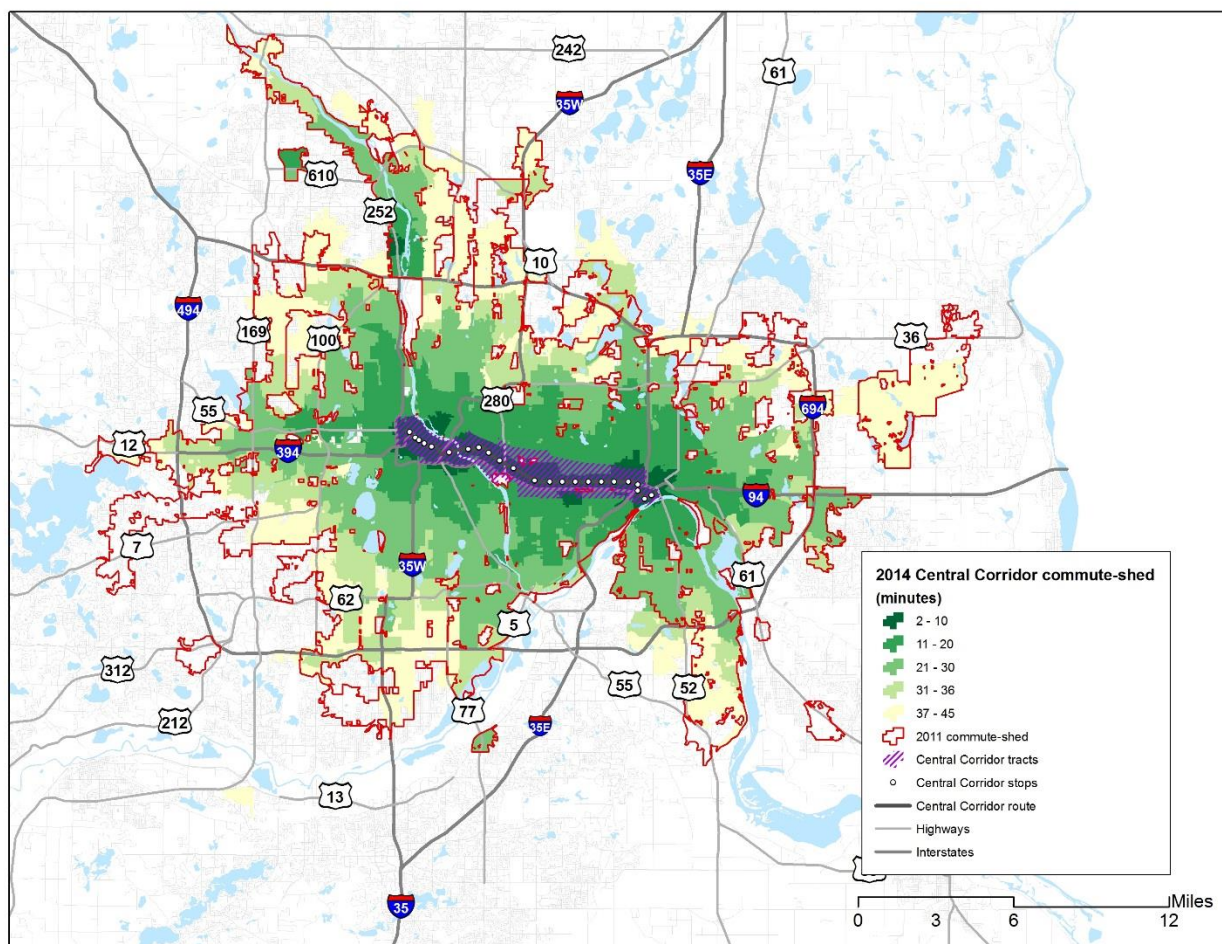 242
61
35W
35E
610
252
10
494
169
100
36
280
55
694
12
394
94
7
35W
61
62
5
312
55
52
212
77
35E
13
35
2014 Central Corridor commute-shed
(minutes)
2 - 10
11 - 20
21 - 30
31 - 36
37 - 45
2011 commute-shed
Central Corridor tracts
Central Corridor stops
Central Corridor route
Highways
Interstates
Miles
0 3 6 12